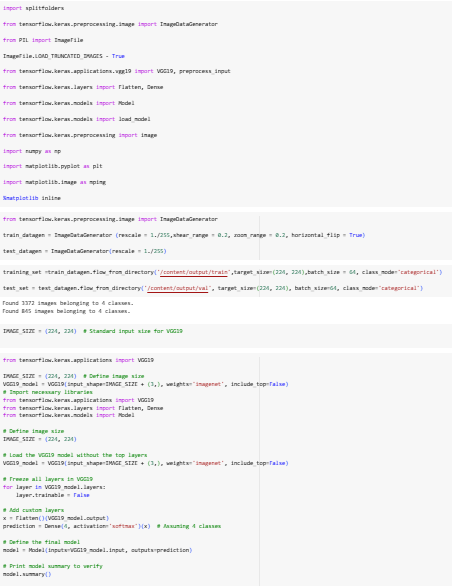 import splitfolders
from tensorflow.keras.preprocessing.image import ImageDataGenerator
from PIL import ImageFile
ImageFile.LOAD_TRUNCATED_IMAGES = True
from tensorflow.keras.applications.vgg19 import VGG19, preprocess_input
from tensorflow.keras.layers import Flatten, Dense
from tensorflow.keras.models import Model
from tensorflow.keras.models import load_model
from tensorflow.keras.preprocessing import image
import numpy as np
import matplotlib.pyplot as plt
import matplotlib.image as mpimg
%matplotlib inline
from tensorflow.keras.preprocessing.image import ImageDataGenerator
train_datagen = ImageDataGenerator (rescale = 1./255,shear_range = 0.2, zoom_range = 0.2, horizontal_flip = True)
test_datagen = ImageDataGenerator(rescale = 1./255)
training_set =train_datagen.flow_from_directory('/content/output/train',target_size=(224, 224),batch_size = 64, class_mode='categorical')
test_set = test_datagen.flow_from_directory('/content/output/val', target_size=(224, 224), batch_size=64, class_mode='categorical')
Found 3372 images belonging to 4 classes.
Found 845 images belonging to 4 classes.
IMAGE_SIZE = (224, 224)  # Standard input size for VGG19
from tensorflow.keras.applications import VGG19
IMAGE_SIZE = (224, 224)  # Define image size
VGG19_model = VGG19(input_shape=IMAGE_SIZE + (3,), weights='imagenet', include_top=False)
# Import necessary libraries
from tensorflow.keras.applications import VGG19
from tensorflow.keras.layers import Flatten, Dense
from tensorflow.keras.models import Model
# Define image size
IMAGE_SIZE = (224, 224)
# Load the VGG19 model without the top layers
VGG19_model = VGG19(input_shape=IMAGE_SIZE + (3,), weights='imagenet', include_top=False)
# Freeze all layers in VGG19
for layer in VGG19_model.layers:
    layer.trainable = False
# Add custom layers
x = Flatten()(VGG19_model.output)
prediction = Dense(4, activation='softmax')(x)  # Assuming 4 classes
# Define the final model
model = Model(inputs=VGG19_model.input, outputs=prediction)
# Print model summary to verify
model.summary()